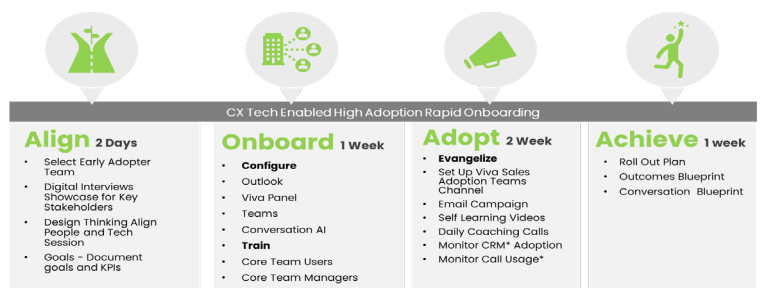 CX Tech Enabled High Adoption Rapid Onboarding
Align 2 Days
• Select Early Adopter
Team
• Digital Interviews
Showcase for Key
Stakeholders
• Design Thinking Align
People and Tech
Session
• Goals - Document
goals and KPIs
Onboard 1 Week
• Configure
• Outlook
• Viva Panel
• Teams
• Conversation AI
• Train
• Core Team Users
• Core Team Managers
Adopt 2 Week
• Evangelize
• Set Up Viva Sales
Adoption Teams
Channel
• Email Campaign
• Self Learning Videos
• Daily Coaching Calls
• Monitor CRM* Adoption
• Monitor Call Usage*
Achieve 1 week
• Roll Out Plan
• Outcomes Blueprint
• Conversation Blueprint